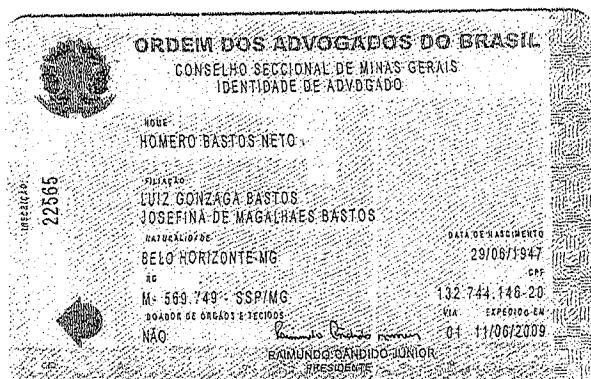 ORDEM DOS ADVOGADOS DO BRASIL
CONSELHO SECCIONAL DE MINAS GERAIS
IDENTIDADE DE ADVOGADO
NOME
HOMERO BASTOS NETO
INSCRIÇÃO:
22565
FILIAÇÃO
LUIZ GONZAGA BASTOS
JOSEFINA DE MAGALHAES BASTOS
NATURALIDADE
DATA DE NASCIMENTO
BELO HORIZONTE-MG
29/06/1947
RG
CPF
M- 569.749 - SSP/MG
132.744.146-20
DOADOR DE ÓRGÃOS E TECIDOS
VIA
EXPEDIDO EM
NÃO
01
11/06/2009
RAIMUNDO CANDIDO JUNIOR
PRESIDENTE